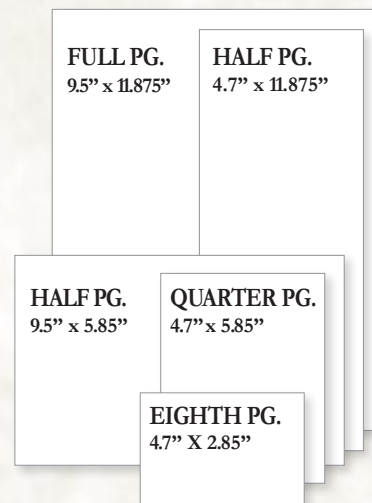 FULL PG.
9.5” x 11.875”
HALF PG.
4.7” x 11.875”
HALF PG.
9.5” x 5.85”
QUARTER PG.
4.7” x 5.85”
EIGHTH PG.
4.7” X 2.85”